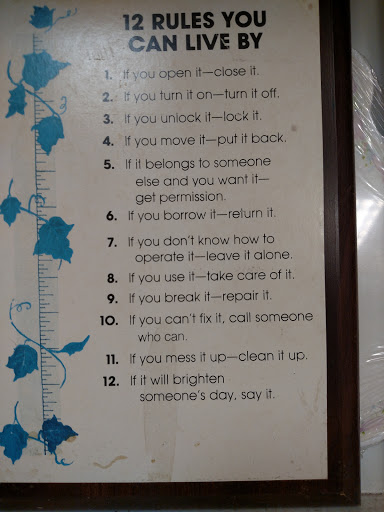 12 RULES YOU
CAN LIVE BY
1. If you open it—close it.
2. If you turn it on—turn it off.
3. If you unlock it—lock it.
4. If you move it—put it back.
5. If it belongs to someone
else and you want it—
get permission.
6. If you borrow it—return it.
7. If you don't know how to
operate it—leave it alone.
8. If you use it—take care of it.
9. If you break it—repair it.
10. If you can't fix it, call someone
who can.
11. If you mess it up—clean it up.
12. If it will brighten
someone's day, say it.